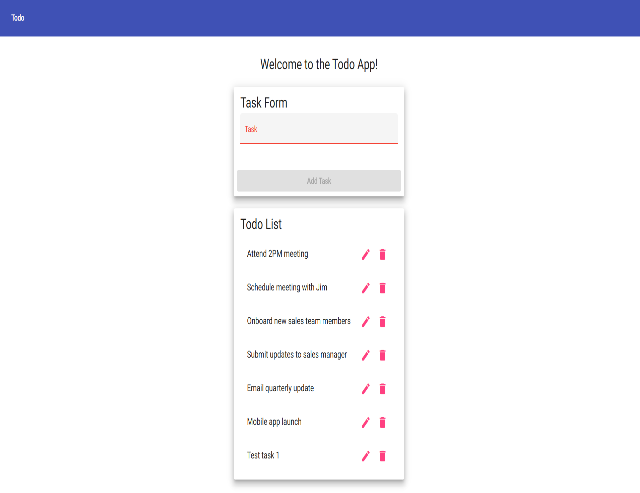 Todo
Welcome to the Todo App!
Task Form
Task
Add Task
Todo List
Attend 2PM meeting
Schedule meeting with Jim
Onboard new sales team members
Submit updates to sales manager
Email quarterly update
Mobile app launch
Test task 1